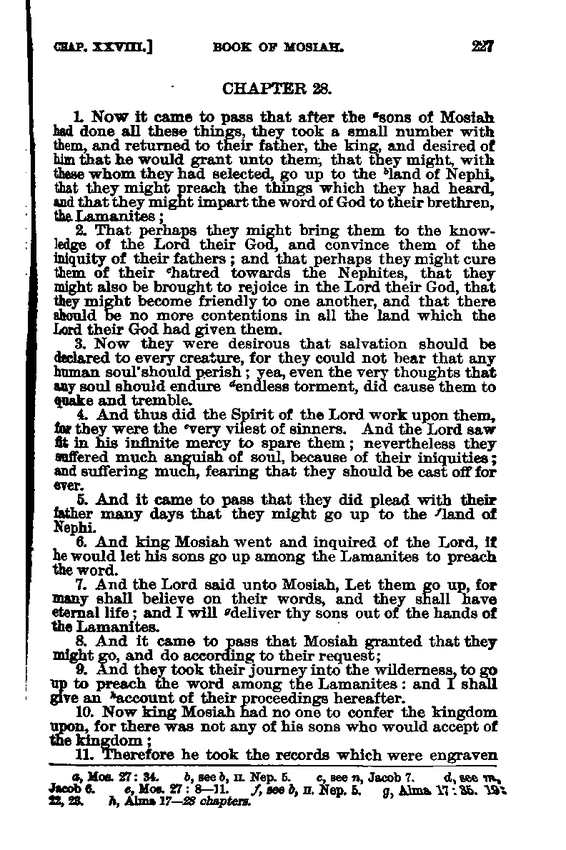 CHAP. XXVIII.] BOOK OF MOSIAH. 227
CHAPTER 28.
1. Now it came to pass that after the ᵃsons of Mosiah
had done all these things, they took a small number with
them, and returned to their father, the king, and desired of
him that he would grant unto them, that they might, with
these whom they had selected, go up to the ᵇland of Nephi,
that they might preach the things which they had heard,
and that they might impart the word of God to their brethren,
the Lamanites;
2. That perhaps they might bring them to the know-
ledge of the Lord their God, and convince them of the
iniquity of their fathers; and that perhaps they might cure
them of their ᶜhatred towards the Nephites, that they
might also be brought to rejoice in the Lord their God, that
they might become friendly to one another, and that there
should be no more contentions in all the land which the
Lord their God had given them.
3. Now they were desirous that salvation should be
declared to every creature, for they could not bear that any
human soul should perish; yea, even the very thoughts that
any soul should endure ᵈendless torment, did cause them to
quake and tremble.
4. And thus did the Spirit of the Lord work upon them,
for they were the ᵉvery vilest of sinners. And the Lord saw
fit in his infinite mercy to spare them; nevertheless they
suffered much anguish of soul, because of their iniquities;
and suffering much, fearing that they should be cast off for
ever.
5. And it came to pass that they did plead with their
father many days that they might go up to the ᶠland of
Nephi.
6. And king Mosiah went and inquired of the Lord, if
he would let his sons go up among the Lamanites to preach
the word.
7. And the Lord said unto Mosiah, Let them go up, for
many shall believe on their words, and they shall have
eternal life; and I will ᵍdeliver thy sons out of the hands of
the Lamanites.
8. And it came to pass that Mosiah granted that they
might go, and do according to their request;
9. And they took their journey into the wilderness, to go
up to preach the word among the Lamanites: and I shall
give an ʰaccount of their proceedings hereafter.
10. Now king Mosiah had no one to confer the kingdom
upon, for there was not any of his sons who would accept of
the kingdom;
11. Therefore he took the records which were engraven
a, Mos. 27: 34. b, see b, II. Nep. 5. c, see n, Jacob 7. d, see m,
Jacob 6. e, Mos. 27: 8—11. f, see b, II. Nep. 5. g, Alma 17: 35. 19:
22, 23. h, Alma 17—28 chapters.